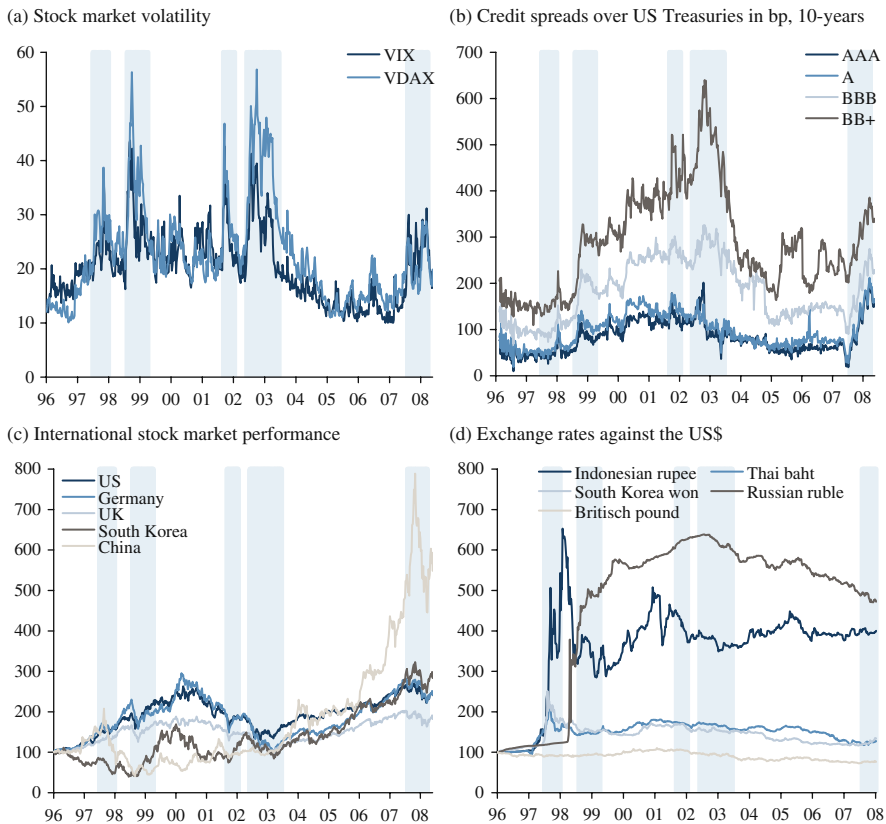 (a) Stock market volatility
60
50
40
30
20
10
0
VIX
VDAX
96 97 98 99 00 01 02 03 04 05 06 07 08
(b) Credit spreads over US Treasuries in bp, 10-years
700
600
500
400
300
200
100
0
AAA
A
BBB
BB+
96 97 98 99 00 01 02 03 04 05 06 07 08
(c) International stock market performance
800
700
600
500
400
300
200
100
0
US
Germany
UK
South Korea
China
96 97 98 99 00 01 02 03 04 05 06 07 08
(d) Exchange rates against the US$
800
700
600
500
400
300
200
100
0
Indonesian rupee Thai baht
South Korea won Russian ruble
Britisch pound
96 97 98 99 00 01 02 03 04 05 06 07 08